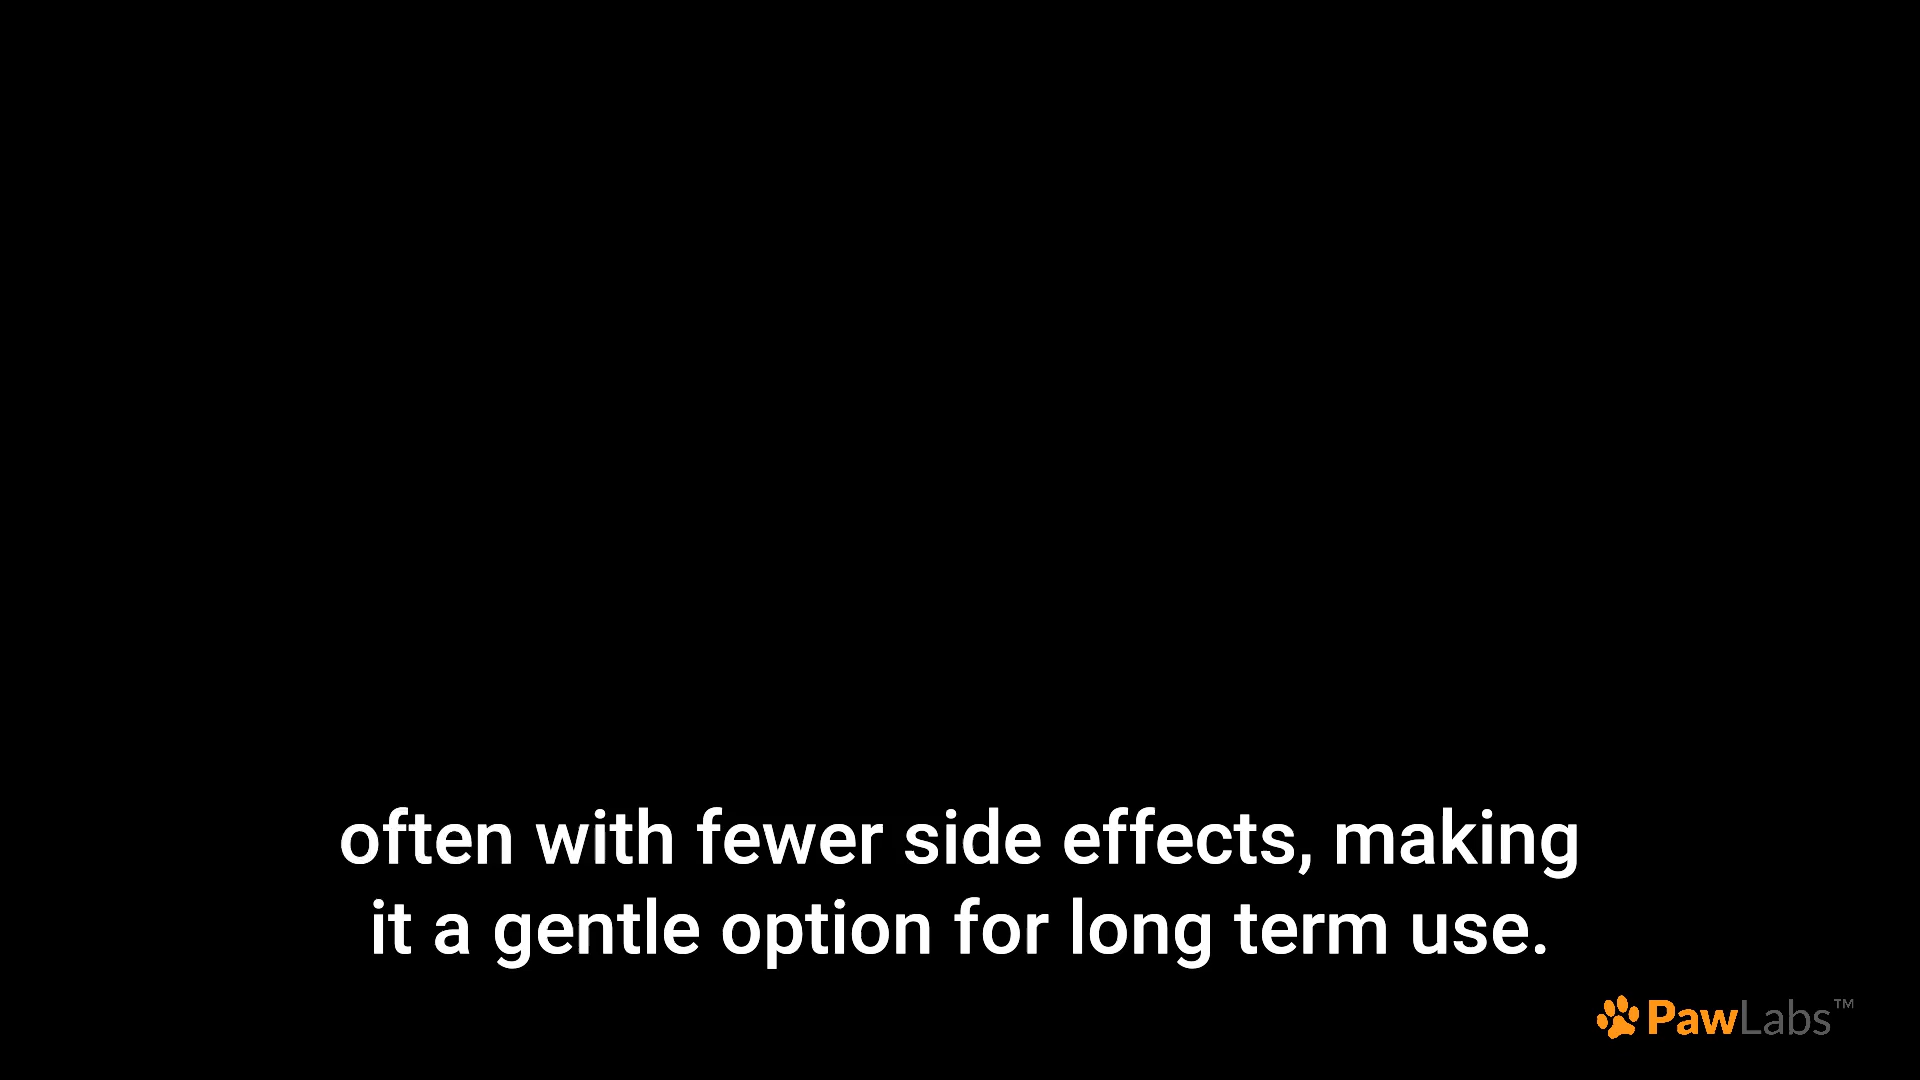 often with fewer side effects, making
it a gentle option for long term use.
PawLabs™